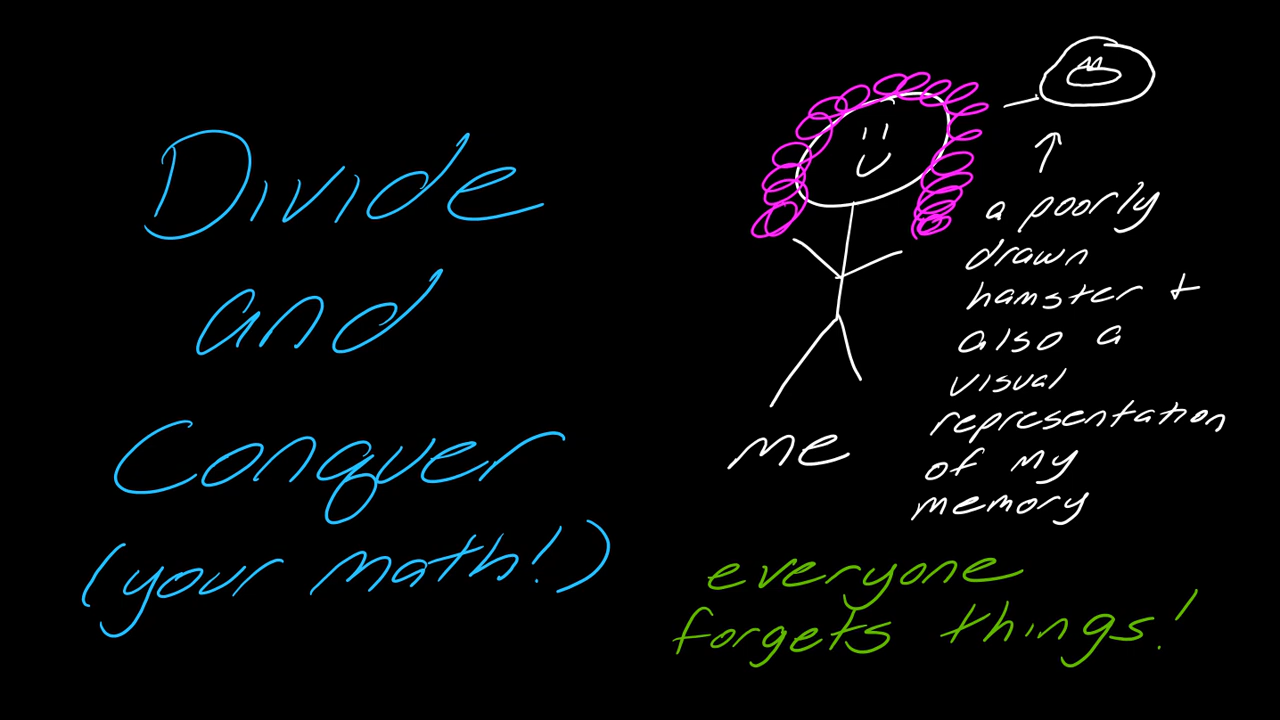 Divide
and
Conquer
(your math!)
me
a poorly
drawn
hamster +
also a
visual
representation
of my
memory
everyone
forgets things!